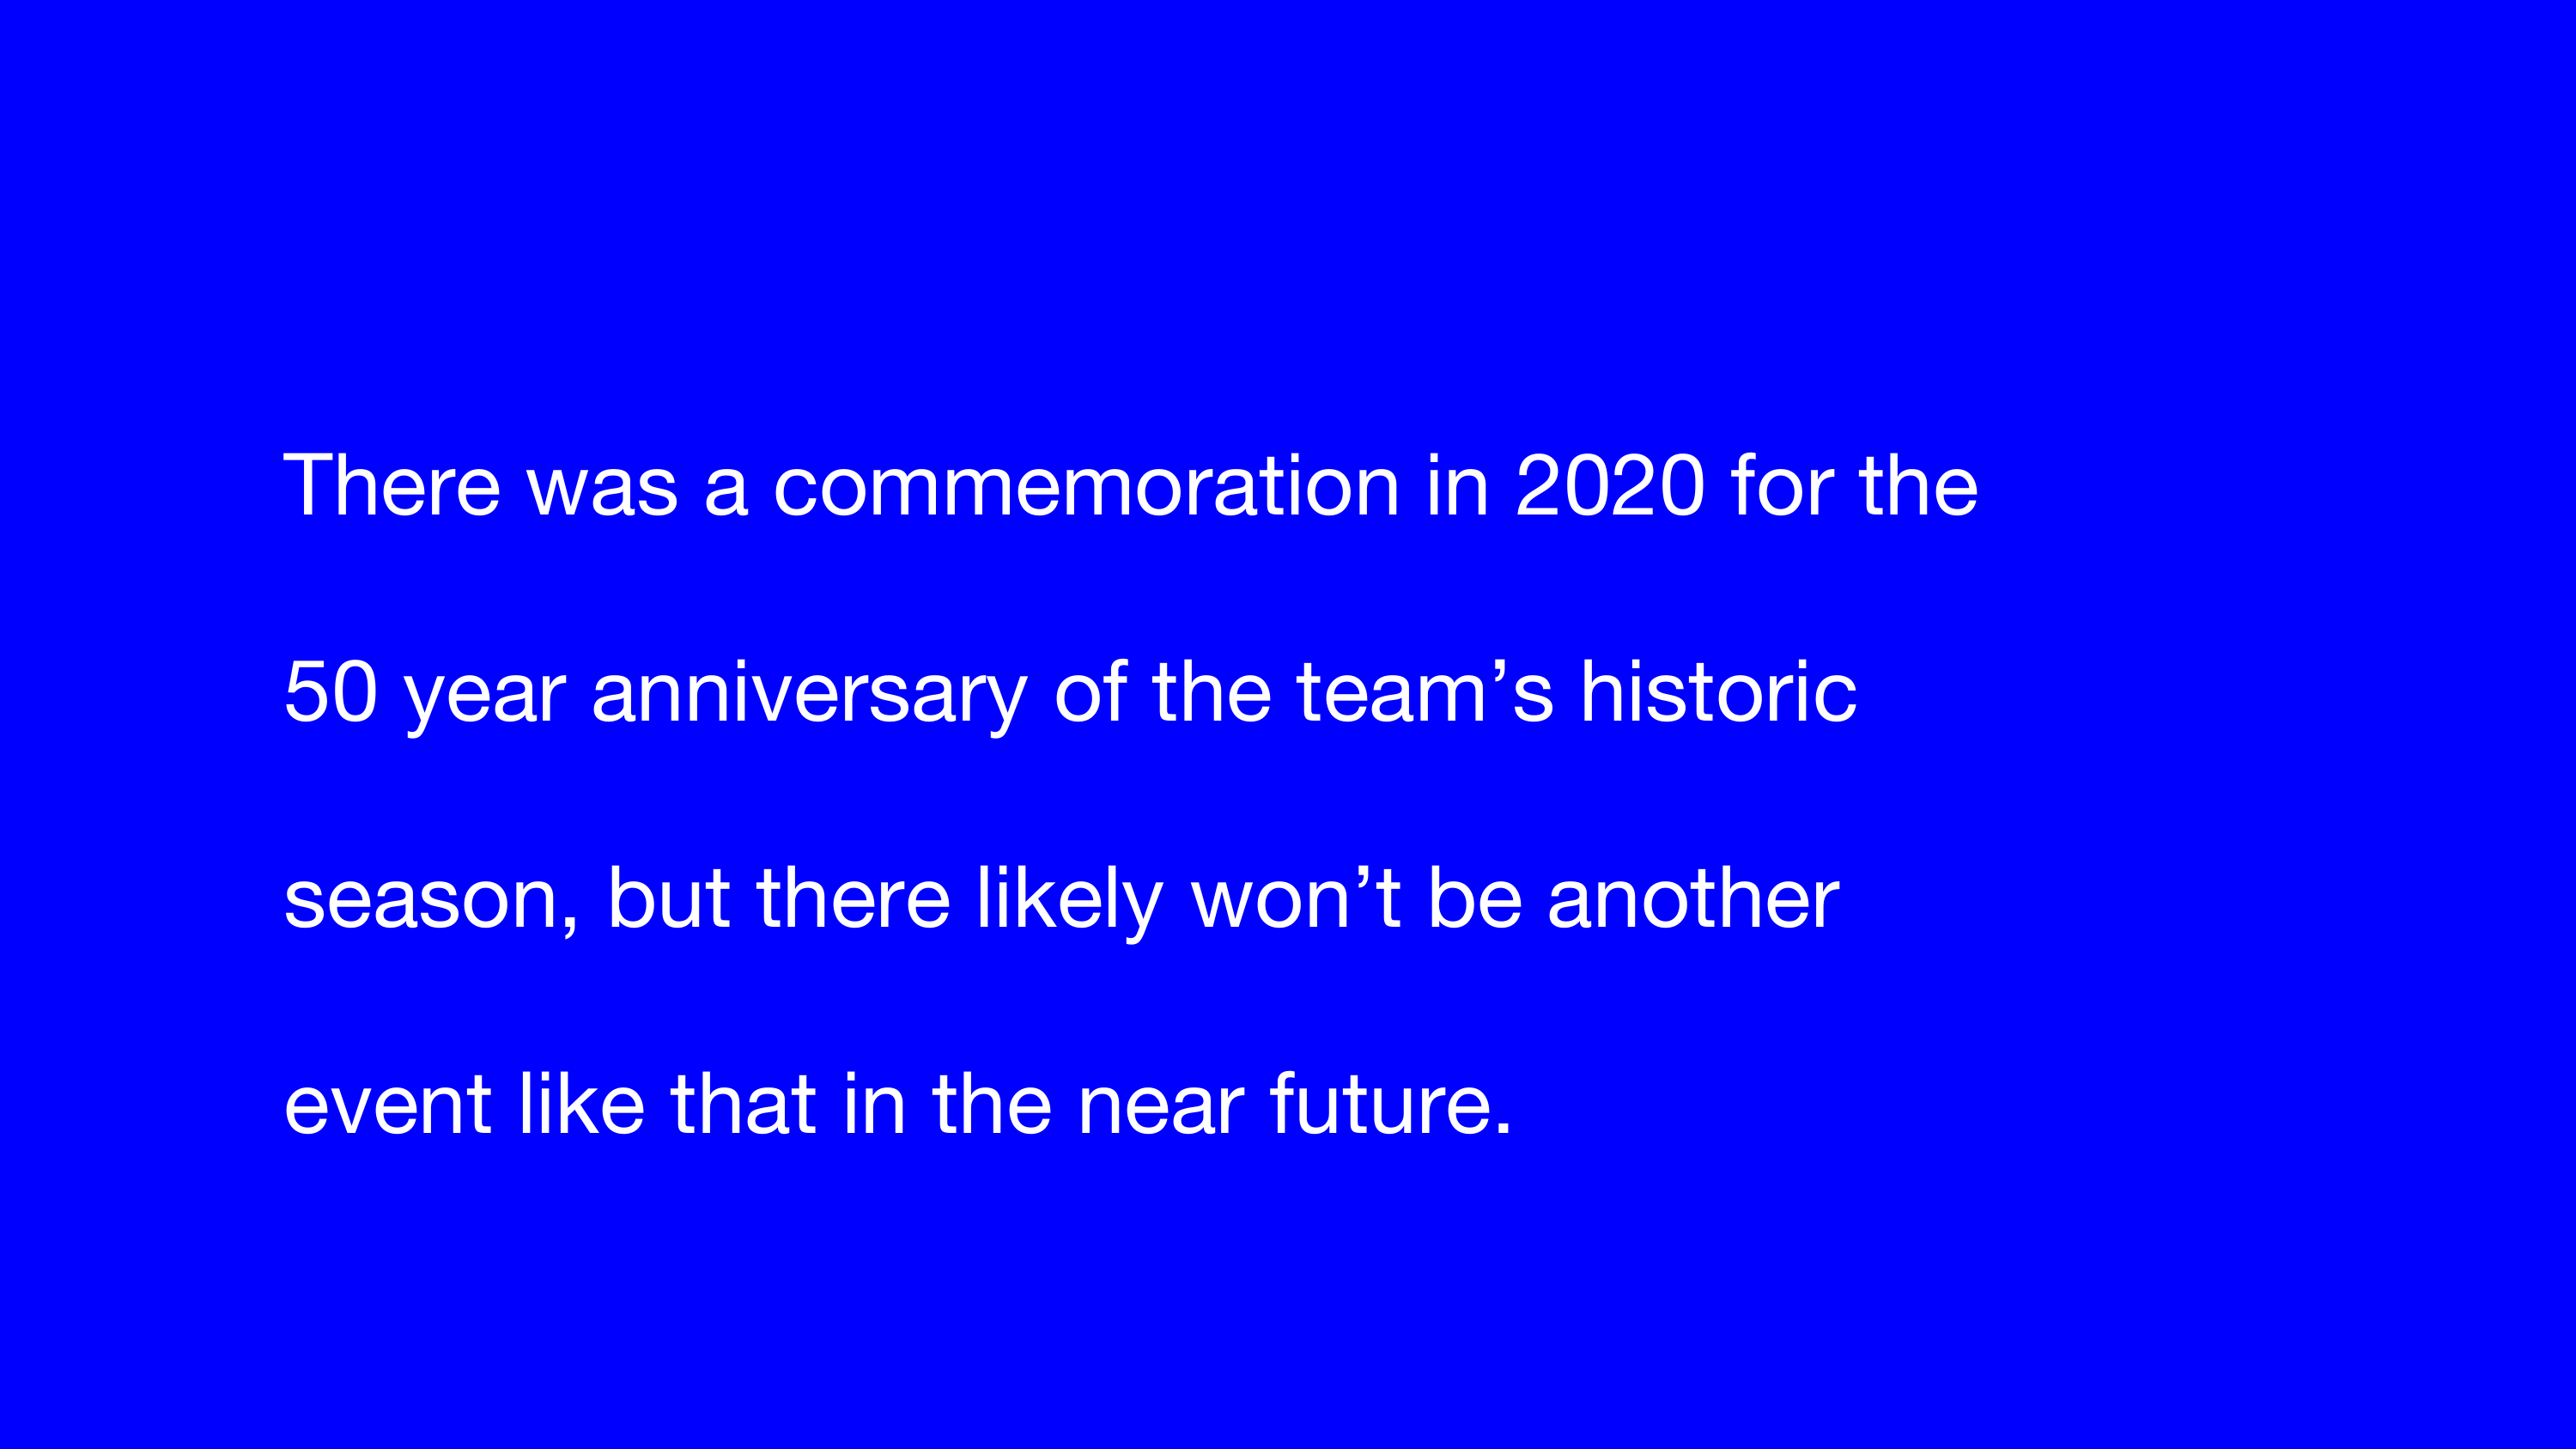 There was a commemoration in 2020 for the
50 year anniversary of the team’s historic
season, but there likely won’t be another
event like that in the near future.